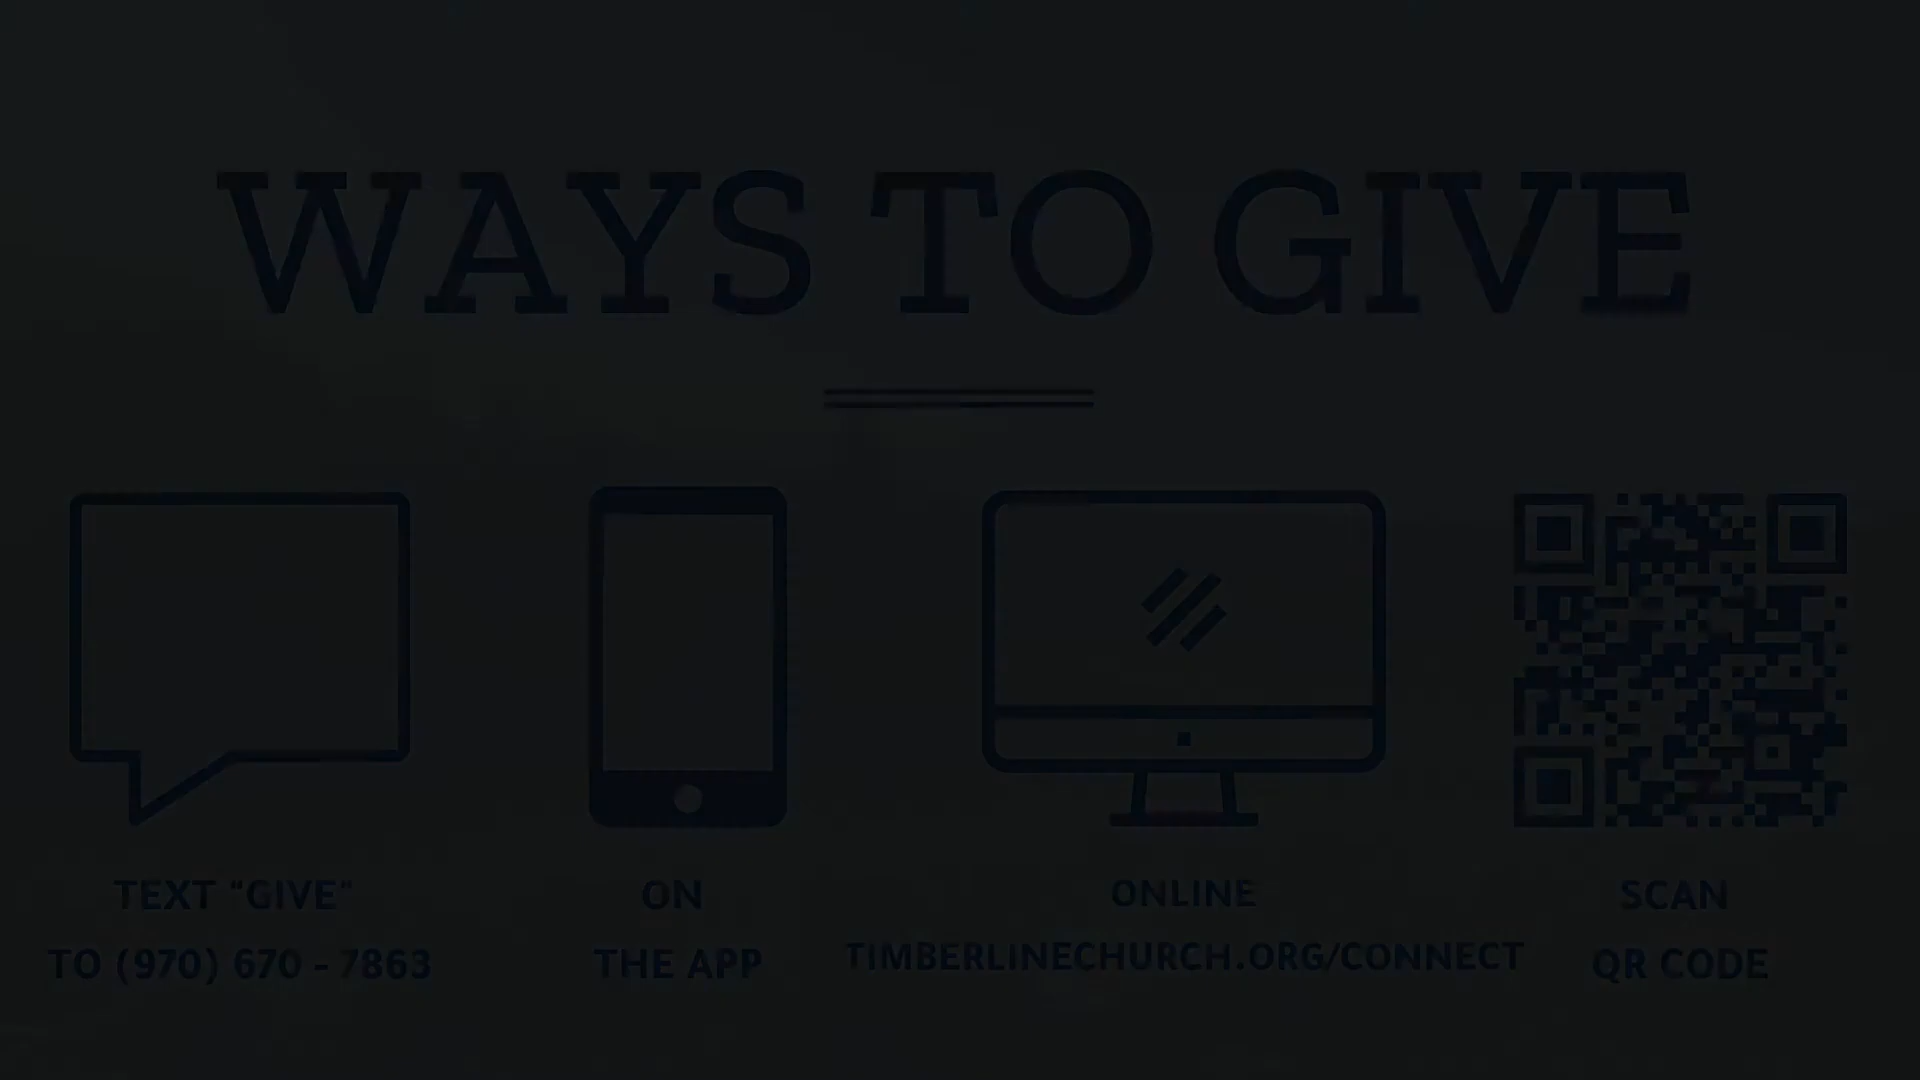 WAYS TO GIVE
TEXT "GIVE"
TO (970) 670 - 7863
ON
THE APP
ONLINE
TIMBERLINECHURCH.ORG/CONNECT
SCAN
QR CODE